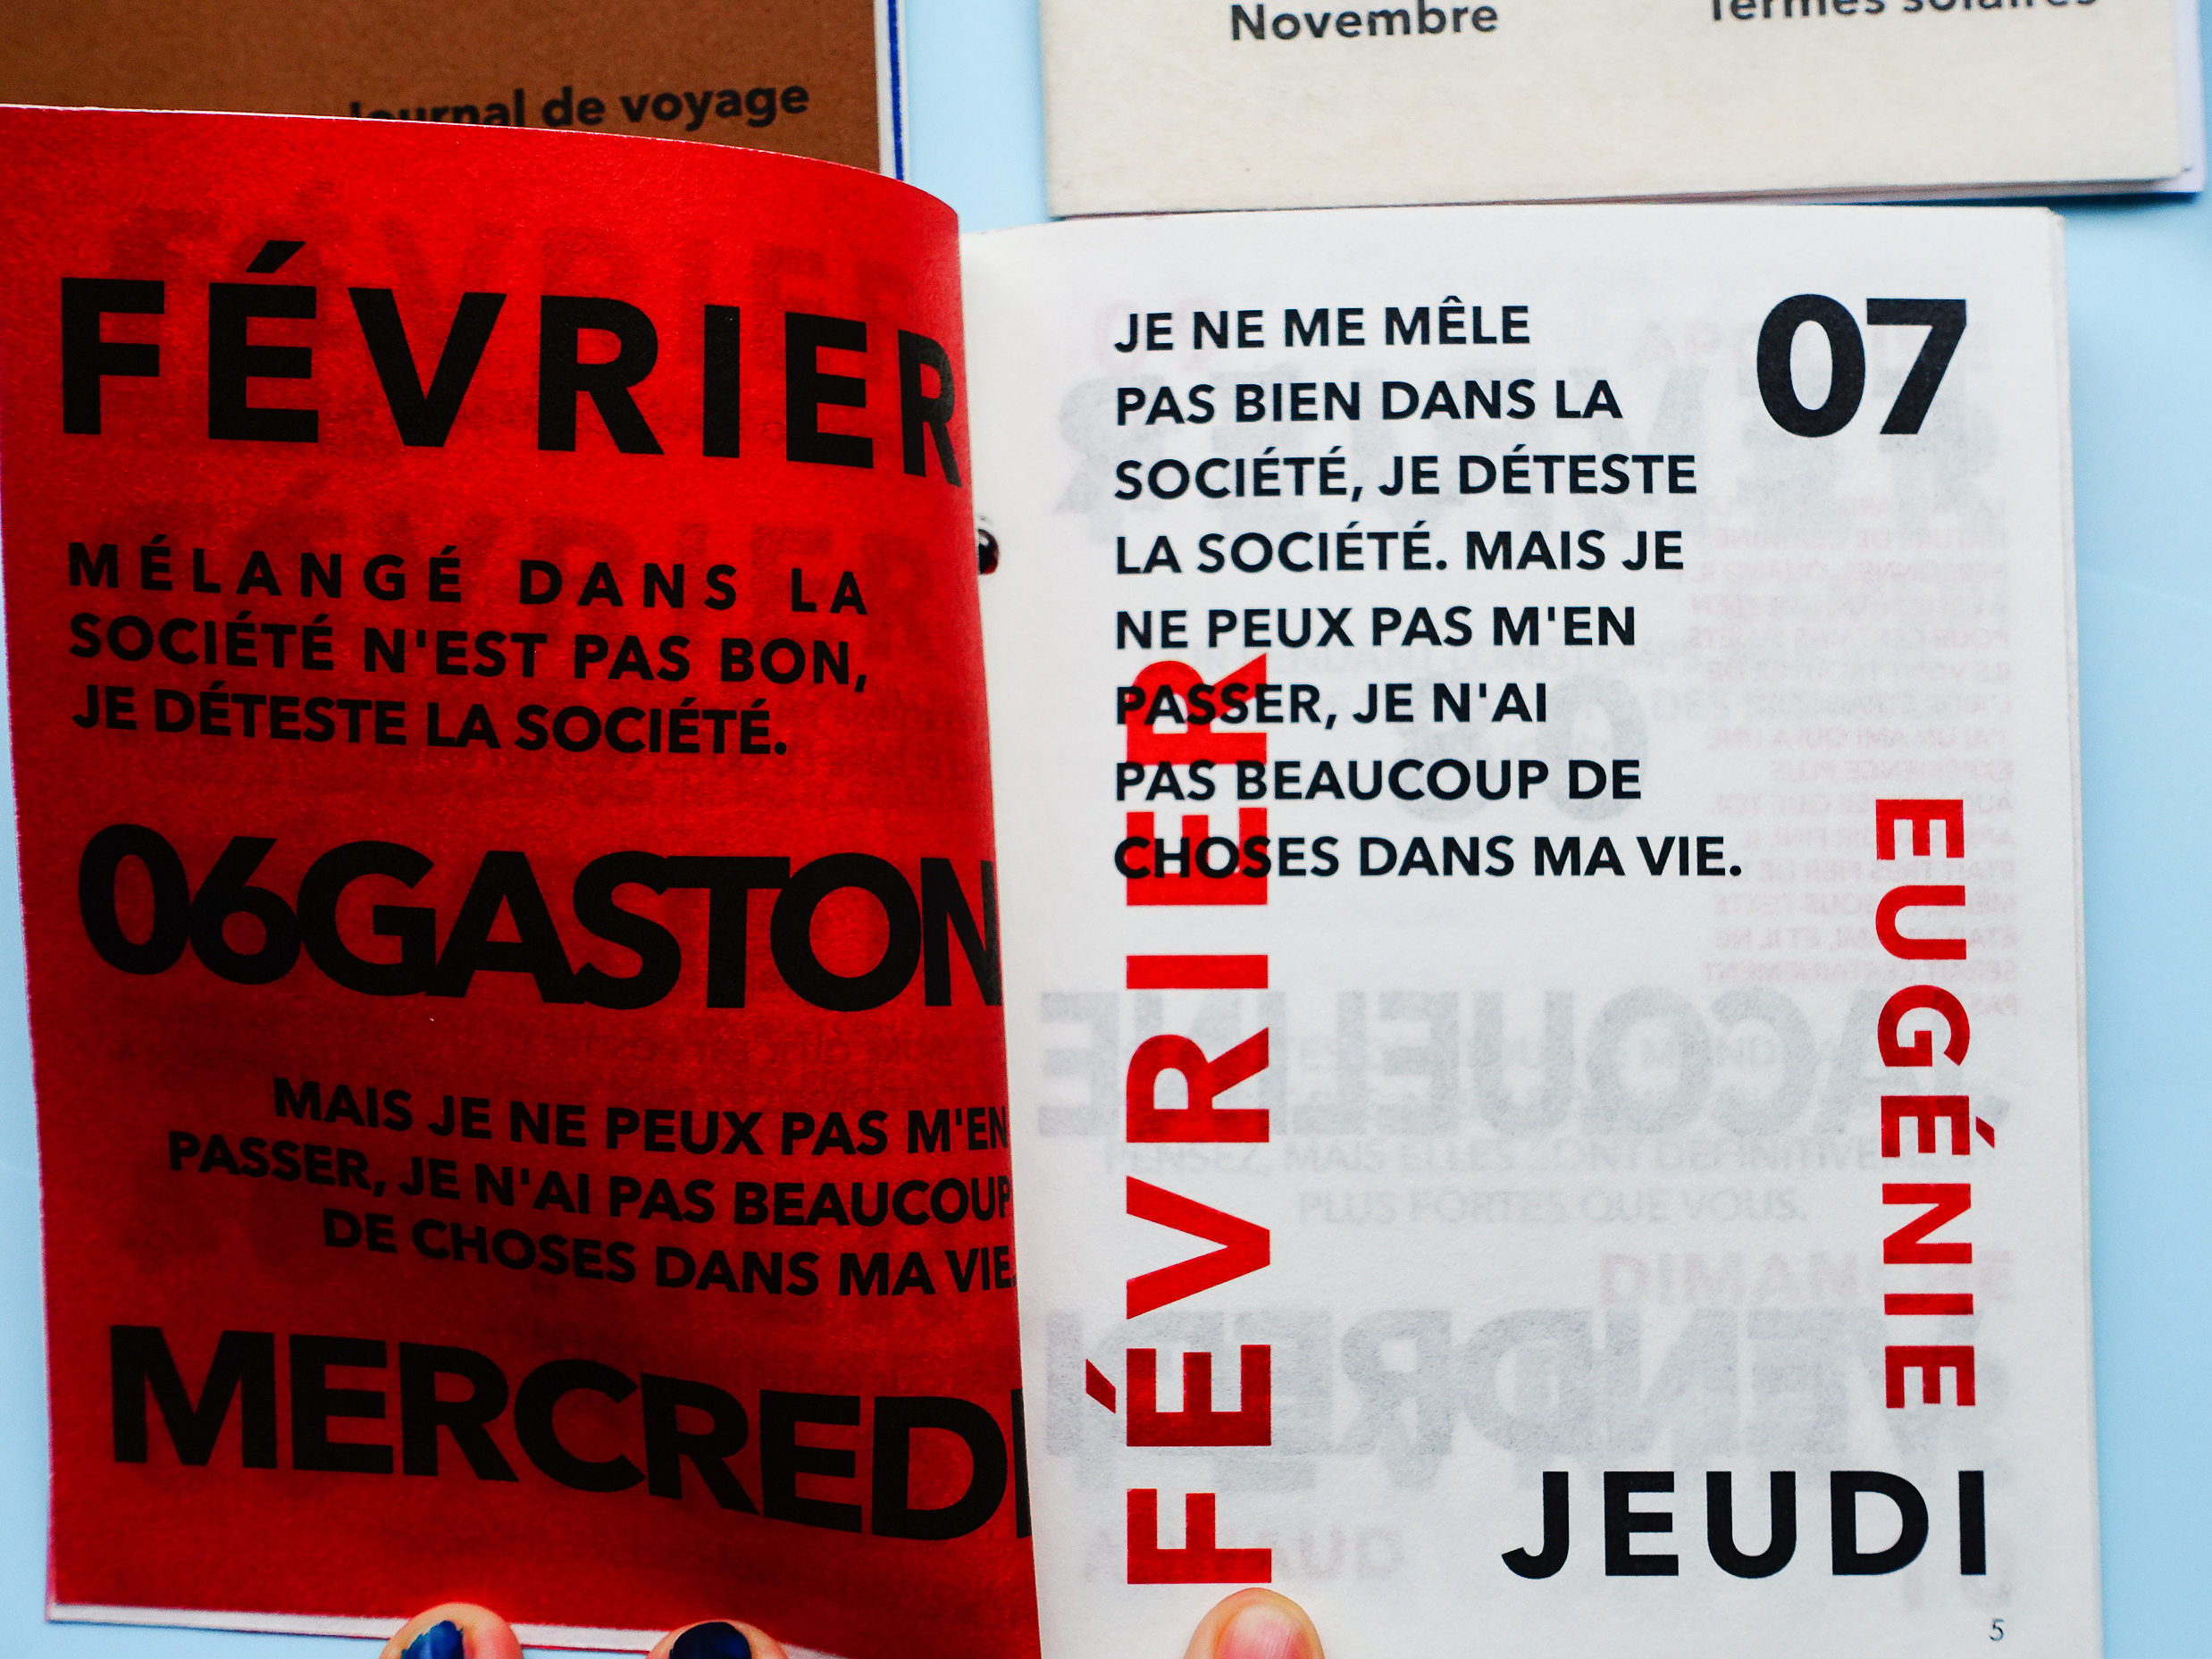 Journal de voyage
Novembre
Termes solaires
FÉVRIER
MÉLANGÉ DANS LA
SOCIÉTÉ N'EST PAS BON,
JE DÉTESTE LA SOCIÉTÉ.
06GASTON
MAIS JE NE PEUX PAS M'EN
PASSER, JE N'AI PAS BEAUCOUP
DE CHOSES DANS MA VIE.
MERCREDI
JE NE ME MÊLE
PAS BIEN DANS LA
SOCIÉTÉ, JE DÉTESTE
LA SOCIÉTÉ. MAIS JE
NE PEUX PAS M'EN
PASSER, JE N'AI
PAS BEAUCOUP DE
CHOSES DANS MA VIE.
07
FÉVRIER
EUGÉNIE
JEUDI
5